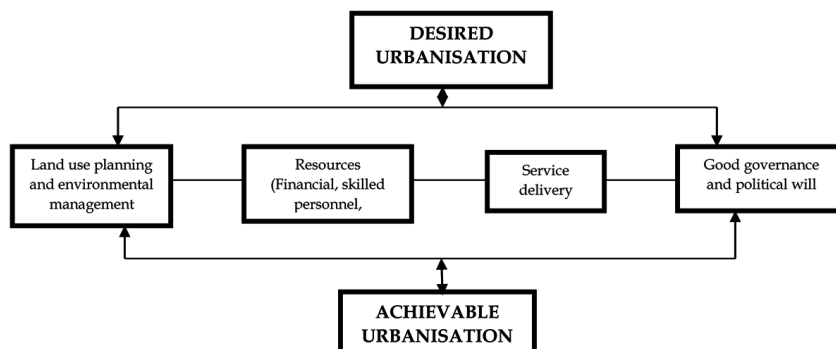 DESIRED
URBANISATION
Land use planning
and environmental
management
Resources
(Financial, skilled
personnel,
Service
delivery
Good governance
and political will
ACHIEVABLE
URBANISATION